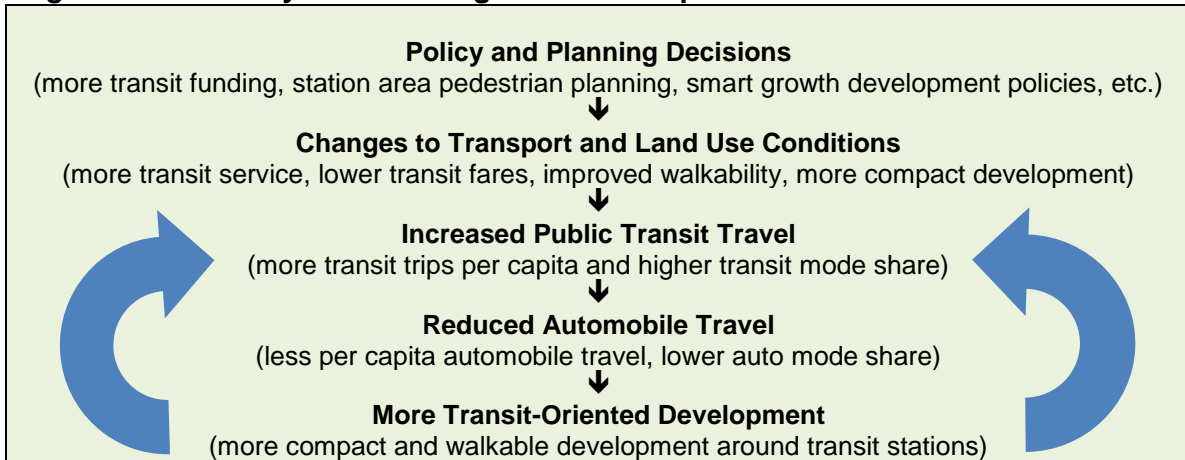 Policy and Planning Decisions
(more transit funding, station area pedestrian planning, smart growth development policies, etc.)
Changes to Transport and Land Use Conditions
(more transit service, lower transit fares, improved walkability, more compact development)
Increased Public Transit Travel
(more transit trips per capita and higher transit mode share)
Reduced Automobile Travel
(less per capita automobile travel, lower auto mode share)
More Transit-Oriented Development
(more compact and walkable development around transit stations)